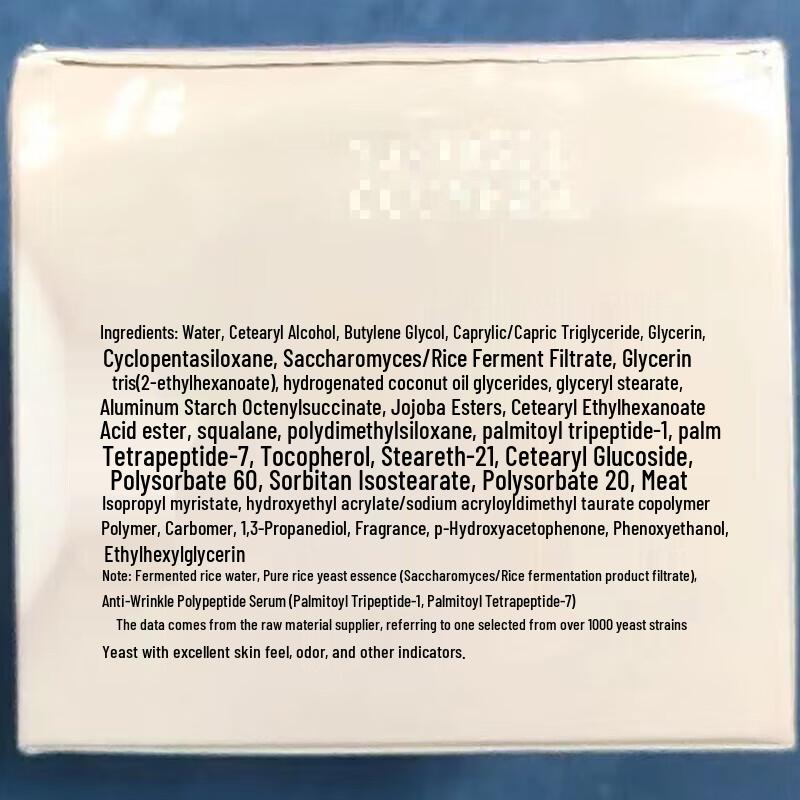 Ingredients: Water, Cetearyl Alcohol, Butylene Glycol, Caprylic/Capric Triglyceride, Glycerin,
Cyclopentasiloxane, Saccharomyces/Rice Ferment Filtrate, Glycerin
tris(2-ethylhexanoate), hydrogenated coconut oil glycerides, glyceryl stearate,
Aluminum Starch Octenylsuccinate, Jojoba Esters, Cetearyl Ethylhexanoate
Acid ester, squalane, polydimethylsiloxane, palmitoyl tripeptide-1, palm
Tetrapeptide-7, Tocopherol, Steareth-21, Cetearyl Glucoside,
Polysorbate 60, Sorbitan Isostearate, Polysorbate 20, Meat
Isopropyl myristate, hydroxyethyl acrylate/sodium acryloyldimethyl taurate copolymer
Polymer, Carbomer, 1,3-Propanediol, Fragrance, p-Hydroxyacetophenone, Phenoxyethanol,
Ethylhexylglycerin
Note: Fermented rice water, Pure rice yeast essence (Saccharomyces/Rice fermentation product filtrate),
Anti-Wrinkle Polypeptide Serum (Palmitoyl Tripeptide-1, Palmitoyl Tetrapeptide-7)
The data comes from the raw material supplier, referring to one selected from over 1000 yeast strains
Yeast with excellent skin feel, odor, and other indicators.